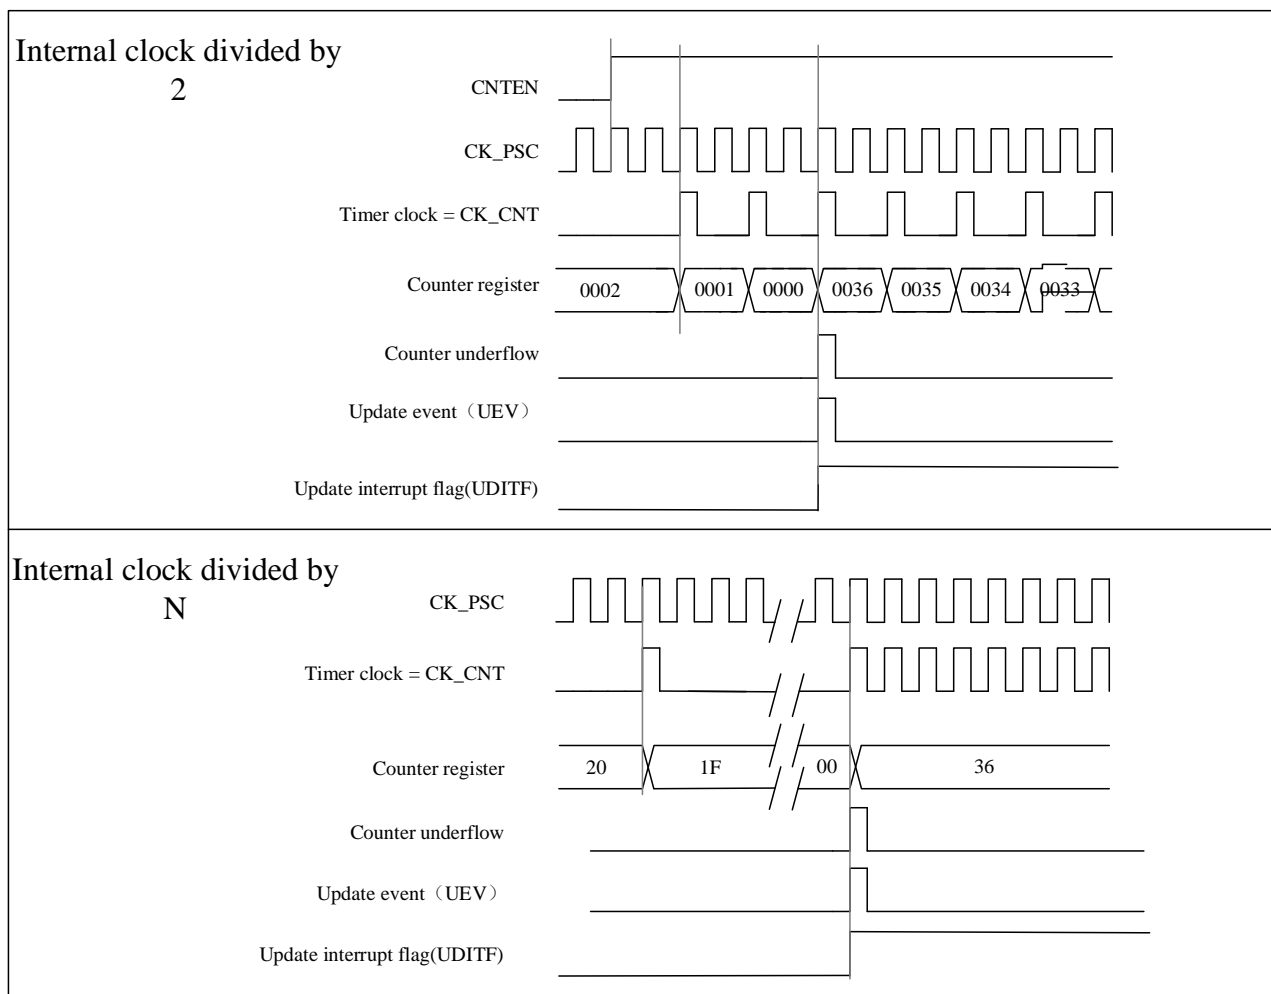 Internal clock divided by
2
CNTEN
CK_PSC
Timer clock = CK_CNT
Counter register
0002 0001 0000 0036 0035 0034 0033
Counter underflow
Update event（UEV）
Update interrupt flag(UDITF)
Internal clock divided by
N
CK_PSC
Timer clock = CK_CNT
Counter register
20 1F 00 36
Counter underflow
Update event（UEV）
Update interrupt flag(UDITF)